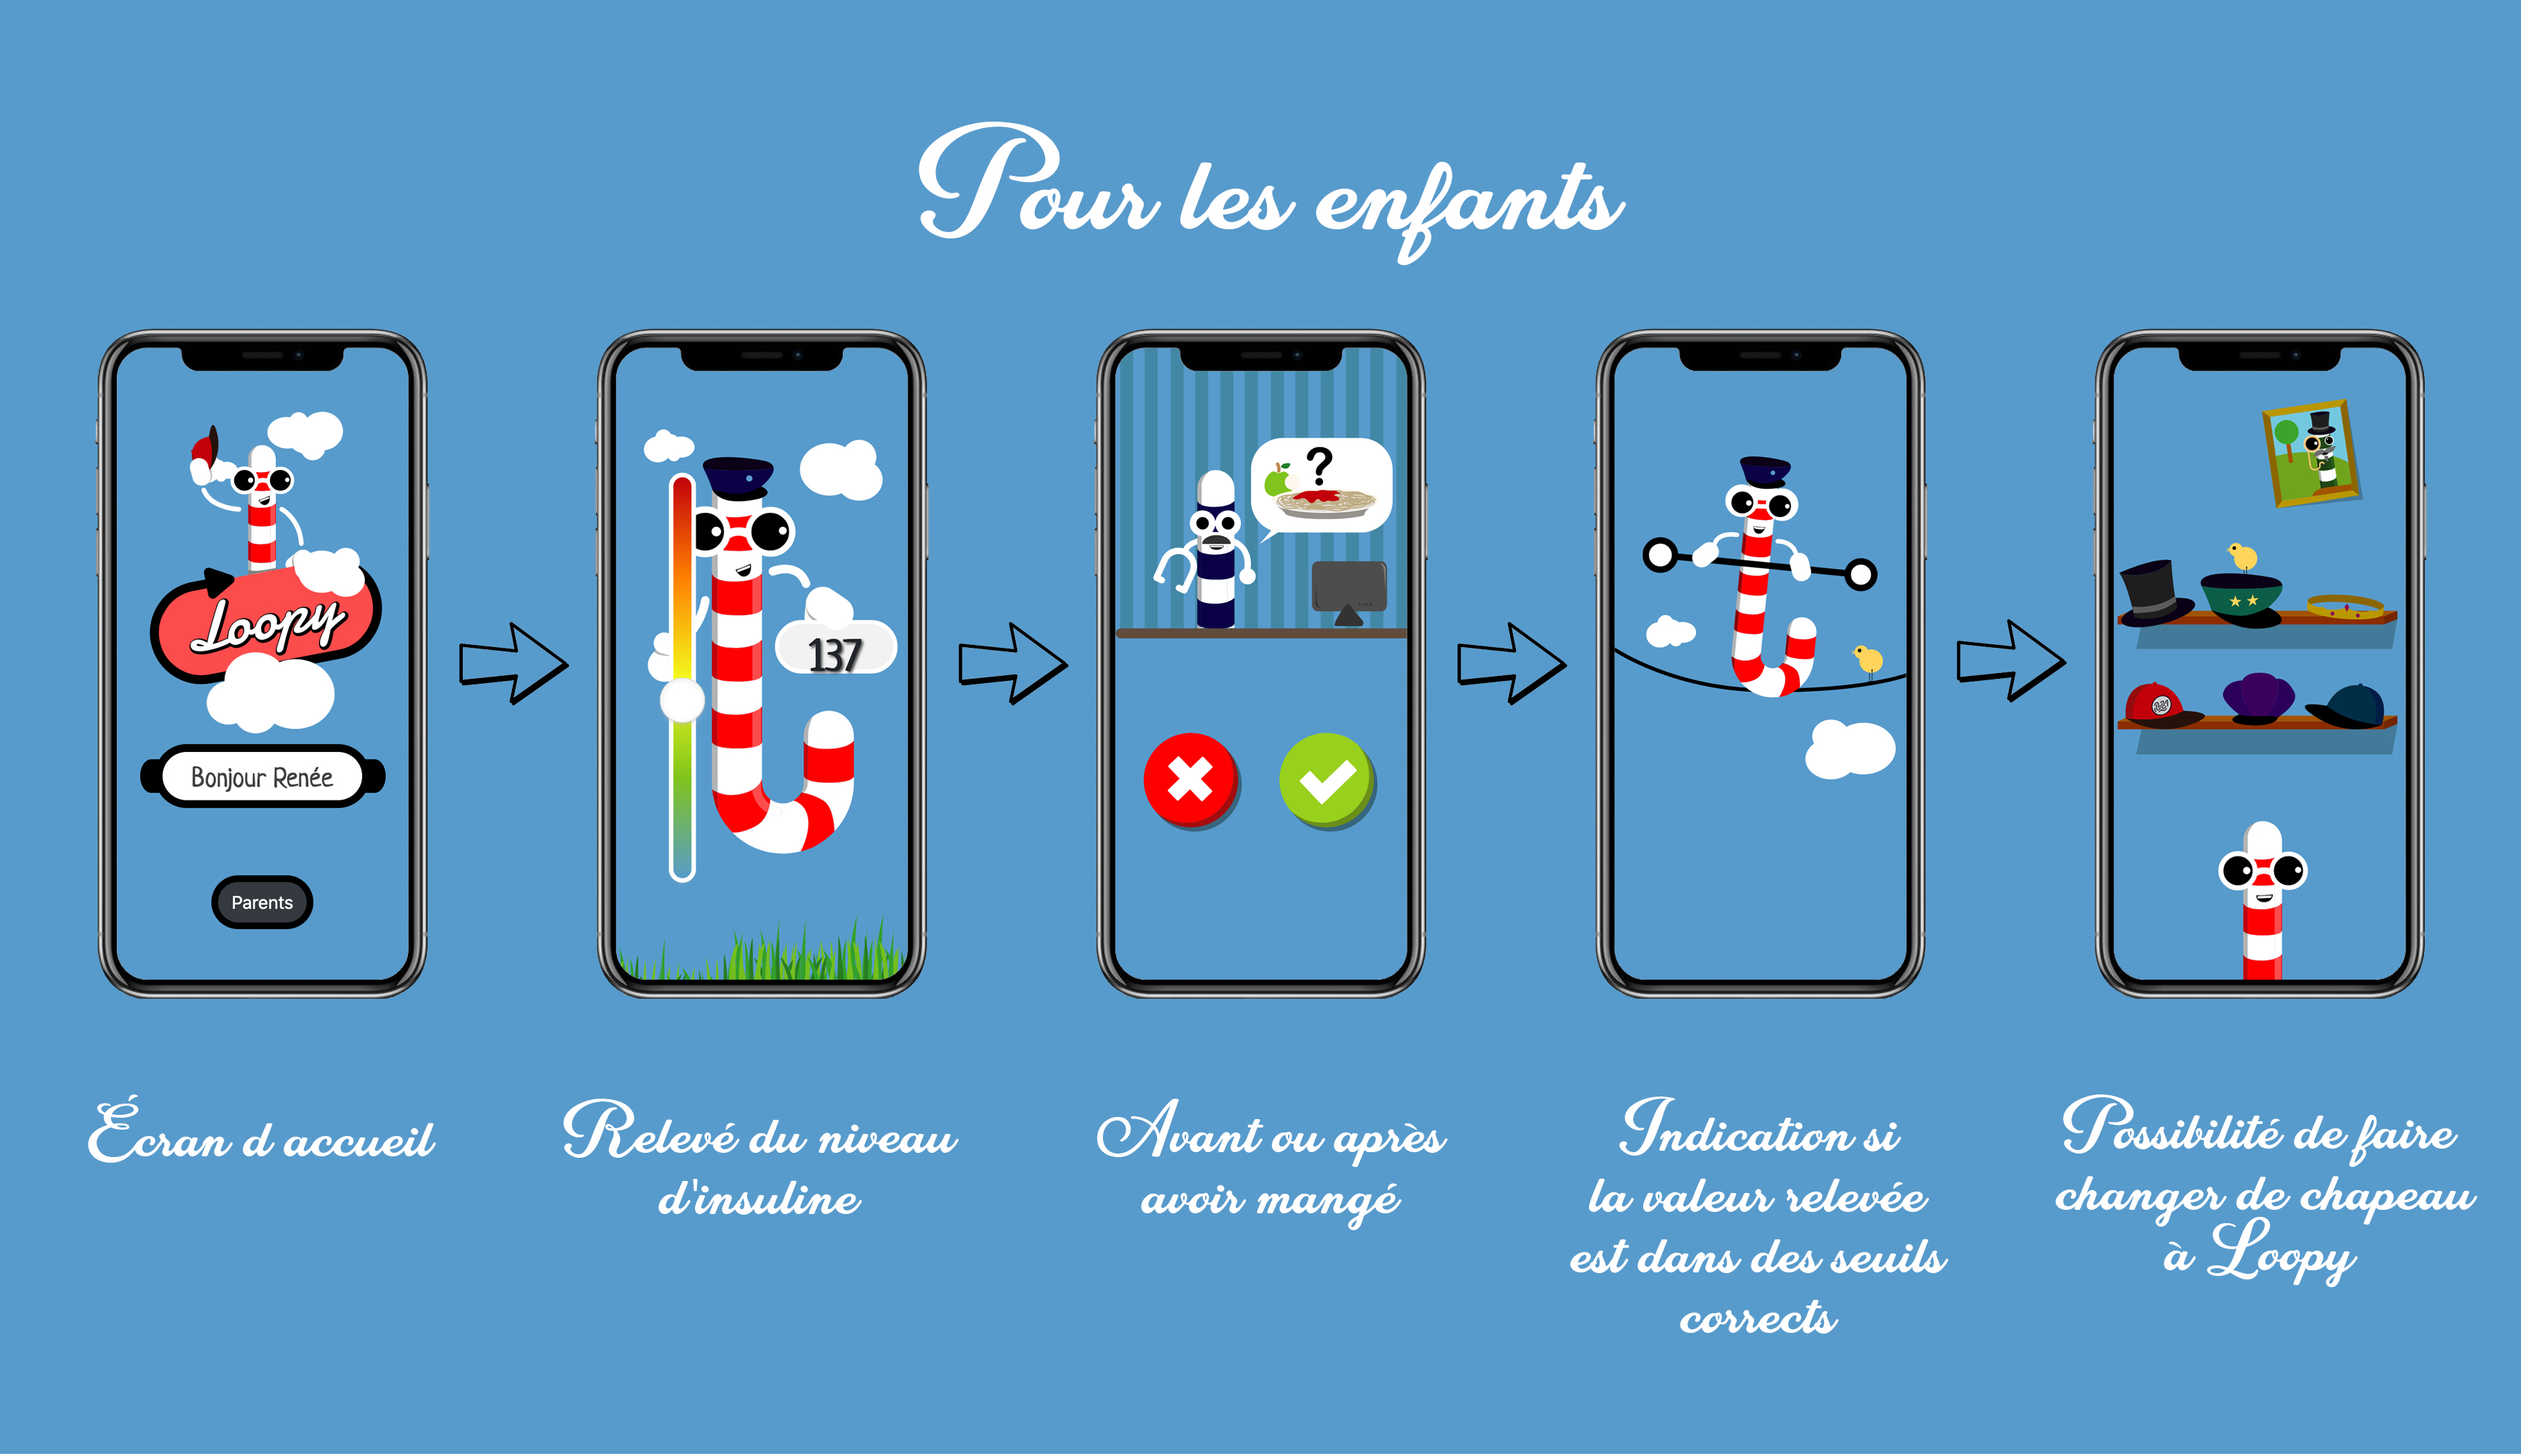 Pour les enfants
Loopy
Bonjour Renée
Parents
137
?
Écran d accueil
Relevé du niveau
d'insuline
Avant ou après
avoir mangé
Indication si
la valeur relevée
est dans des seuils
corrects
Possibilité de faire
changer de chapeau
à Loopy